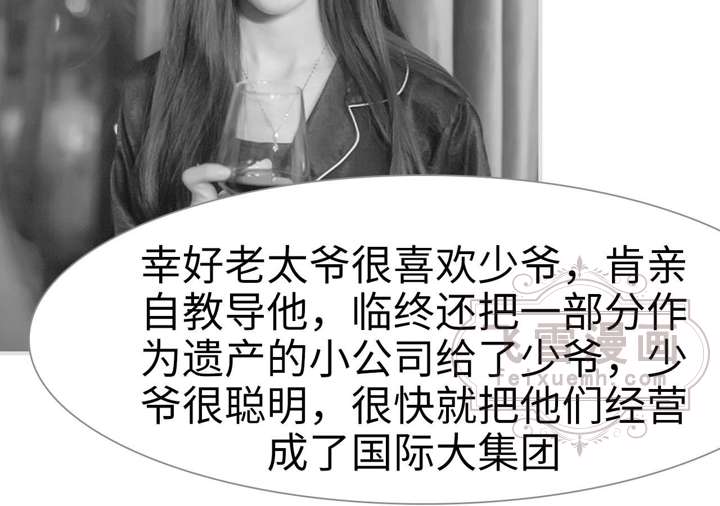 幸好老太爷很喜欢少爷，肯亲
自教导他，临终还把一部分作
为遗产的小公司给了少爷，少
爷很聪明，很快就把他们经营
成了国际大集团
飞雪漫画
feixuemh.com